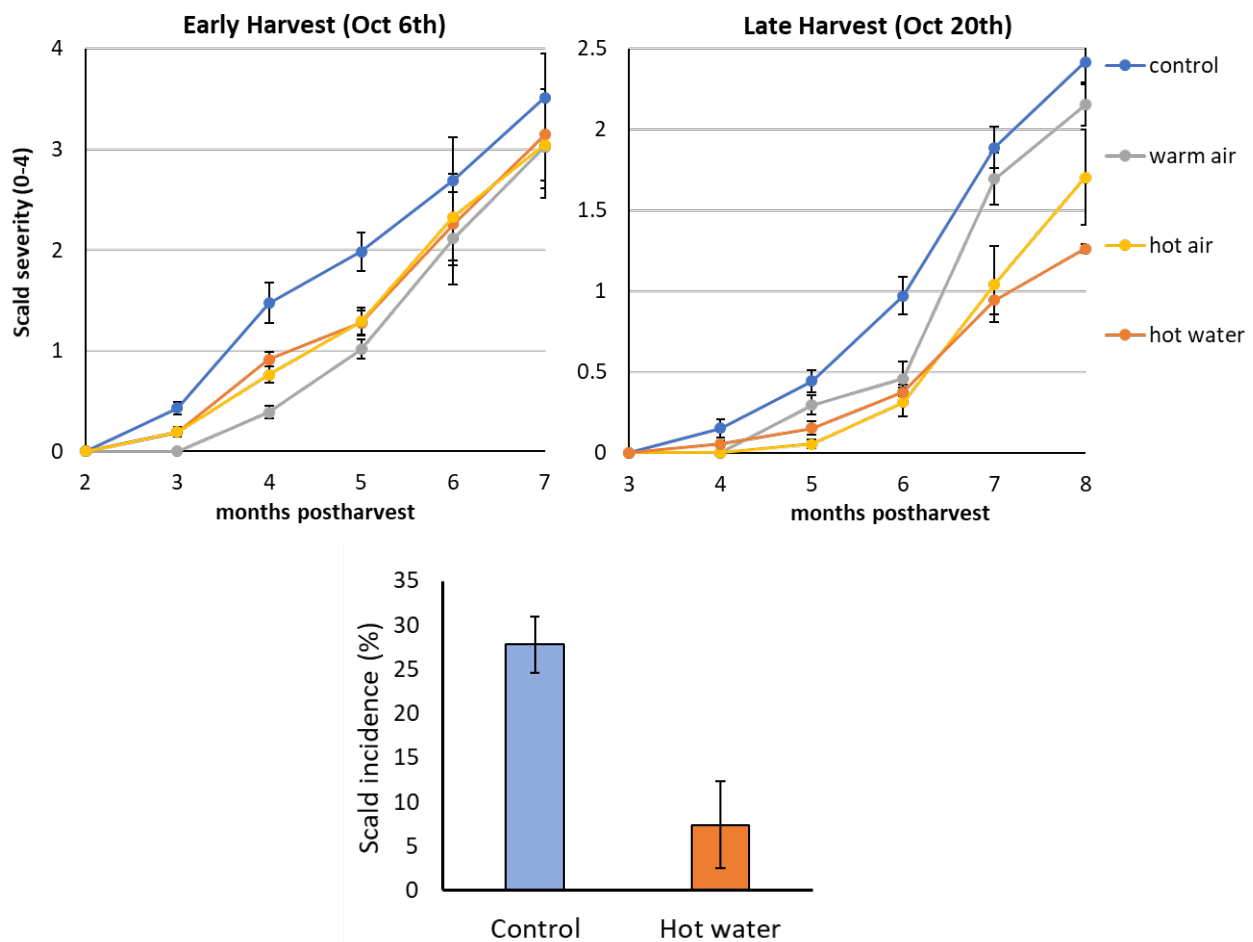 Early Harvest (Oct 6th)
Late Harvest (Oct 20th)
Scald severity (0-4)
4
3
2
1
0
2 3 4 5 6 7
months postharvest
2.5
2
1.5
1
0.5
0
3 4 5 6 7 8
months postharvest
control
warm air
hot air
hot water
Scald incidence (%)
35
30
25
20
15
10
5
0
Control Hot water